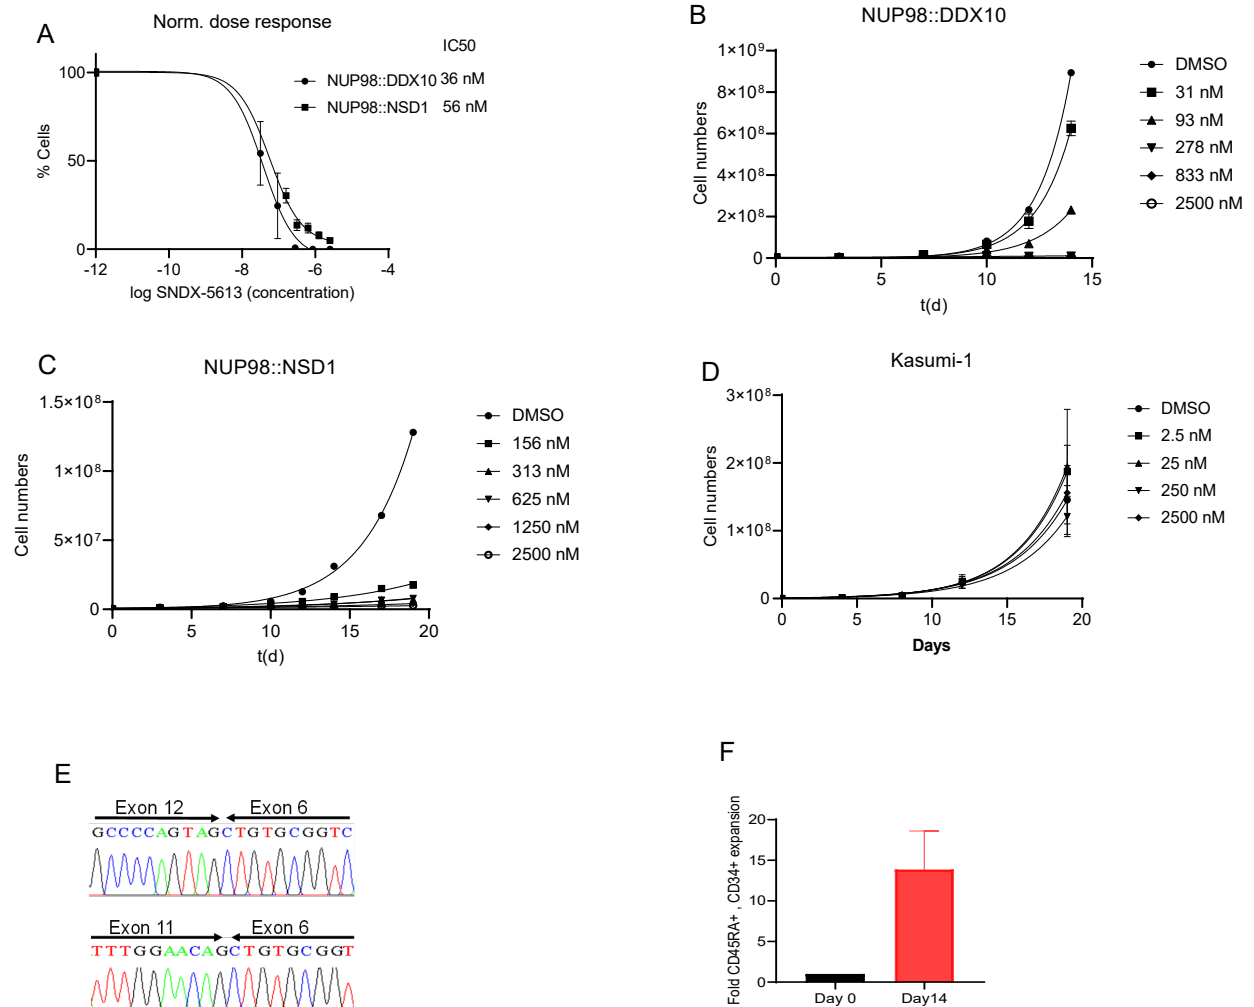 A
Norm. dose response
IC50
NUP98::DDX10 36 nM
NUP98::NSD1 56 nM
% Cells
100
50
0
-12 -10 -8 -6 -4
log SNDX-5613 (concentration)
B
NUP98::DDX10
Cell numbers
1×10⁹
8×10⁸
6×10⁸
4×10⁸
2×10⁸
0
0 5 10 15
t(d)
DMSO
31 nM
93 nM
278 nM
833 nM
2500 nM
C
NUP98::NSD1
Cell numbers
1.5×10⁸
1×10⁸
5×10⁷
0
0 5 10 15 20
t(d)
DMSO
156 nM
313 nM
625 nM
1250 nM
2500 nM
D
Kasumi-1
Cell numbers
3×10⁸
2×10⁸
1×10⁸
0
0 5 10 15 20
Days
DMSO
2.5 nM
25 nM
250 nM
2500 nM
E
Exon 12 Exon 6
GCCCCAGTAGCTGTGCGGTC
Exon 11 Exon 6
TTTGGAACAGCTGTGCGGT
F
Fold CD45RA+ , CD34+ expansion
20
15
10
5
0
Day 0 Day14